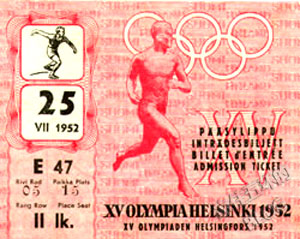 25
VII 1952
E 47
Rivi Rad Paikka Plats
05 15
Rang Row Place Seat
II lk.
XV
PÄÄSYLIPPU
INTRÄDESBILJETT
BILLET d'ENTRÉE
ADMISSION TICKET
XV OLYMPIA HELSINKI 1952
XV OLYMPIADEN HELSINGFORS 1952